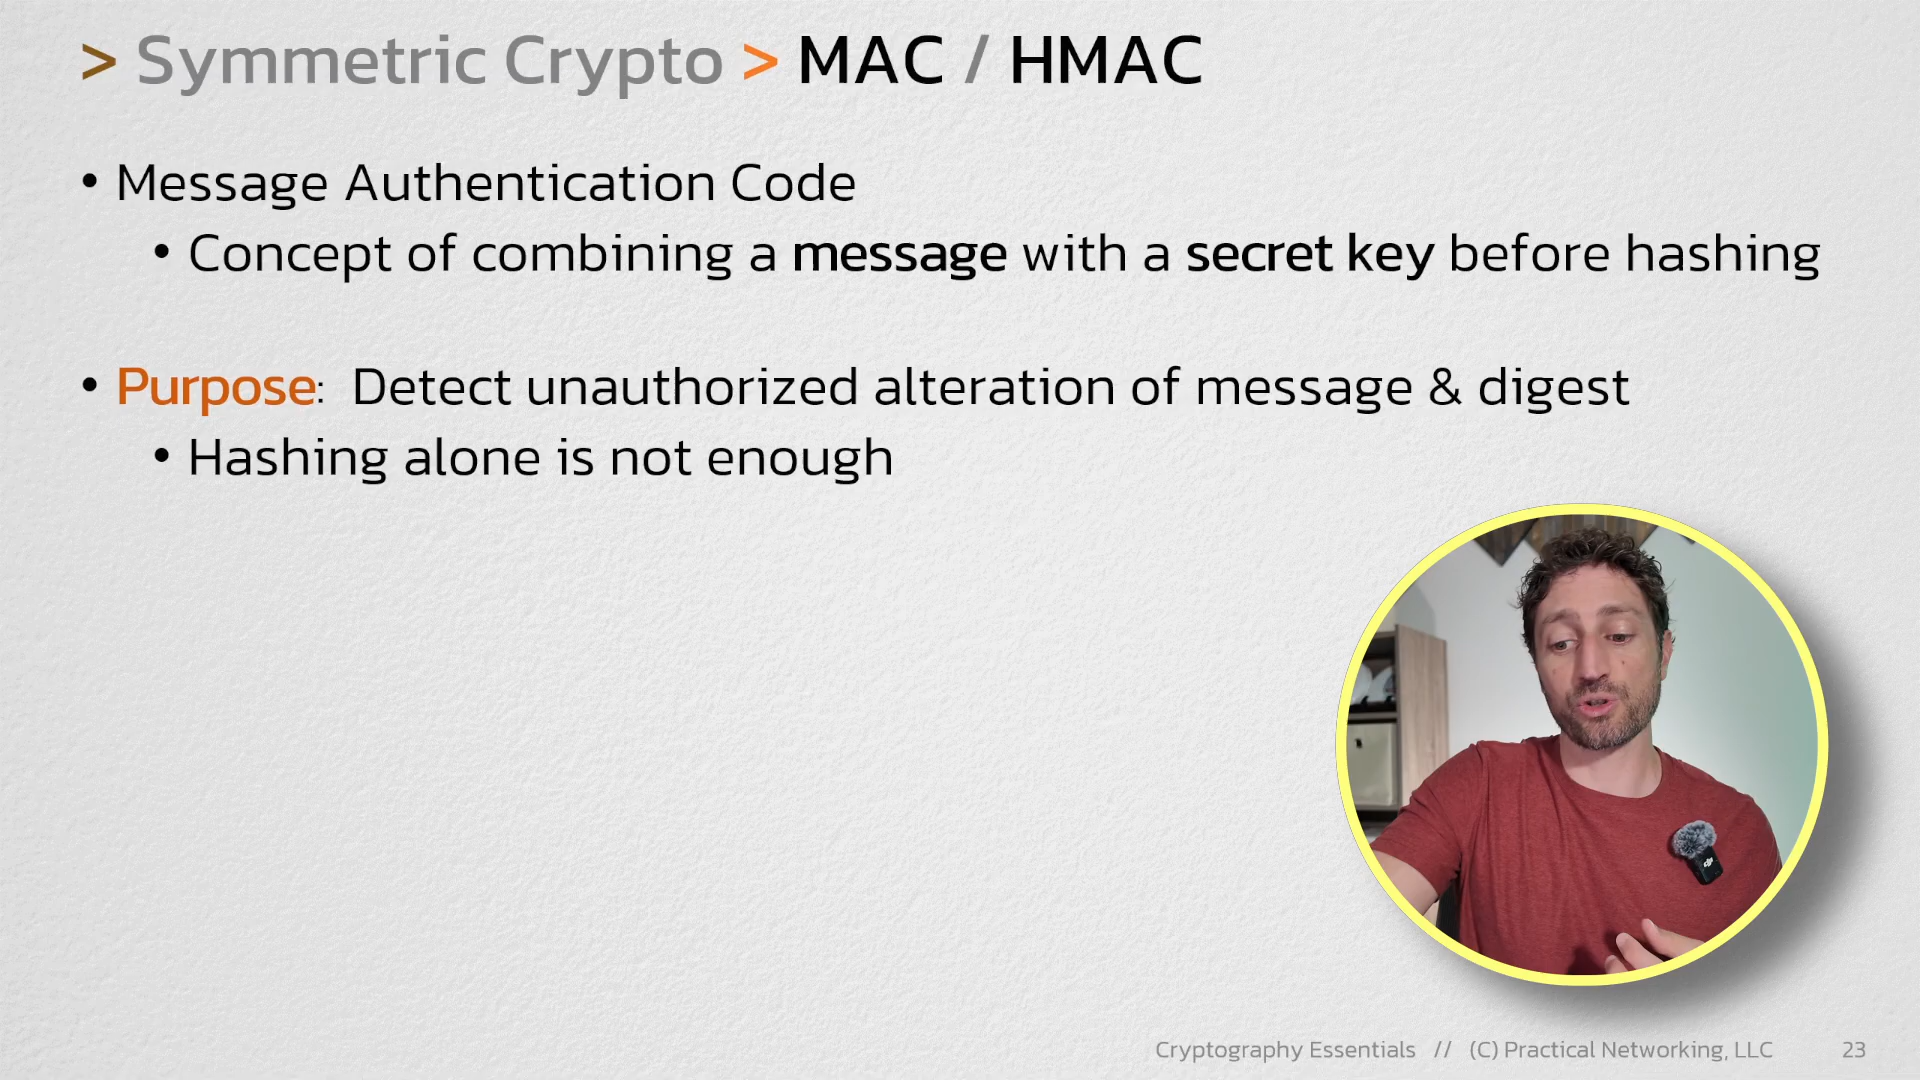 > Symmetric Crypto > MAC / HMAC
• Message Authentication Code
• Concept of combining a message with a secret key before hashing
• Purpose: Detect unauthorized alteration of message & digest
• Hashing alone is not enough
Cryptography Essentials // (C) Practical Networking, LLC 23